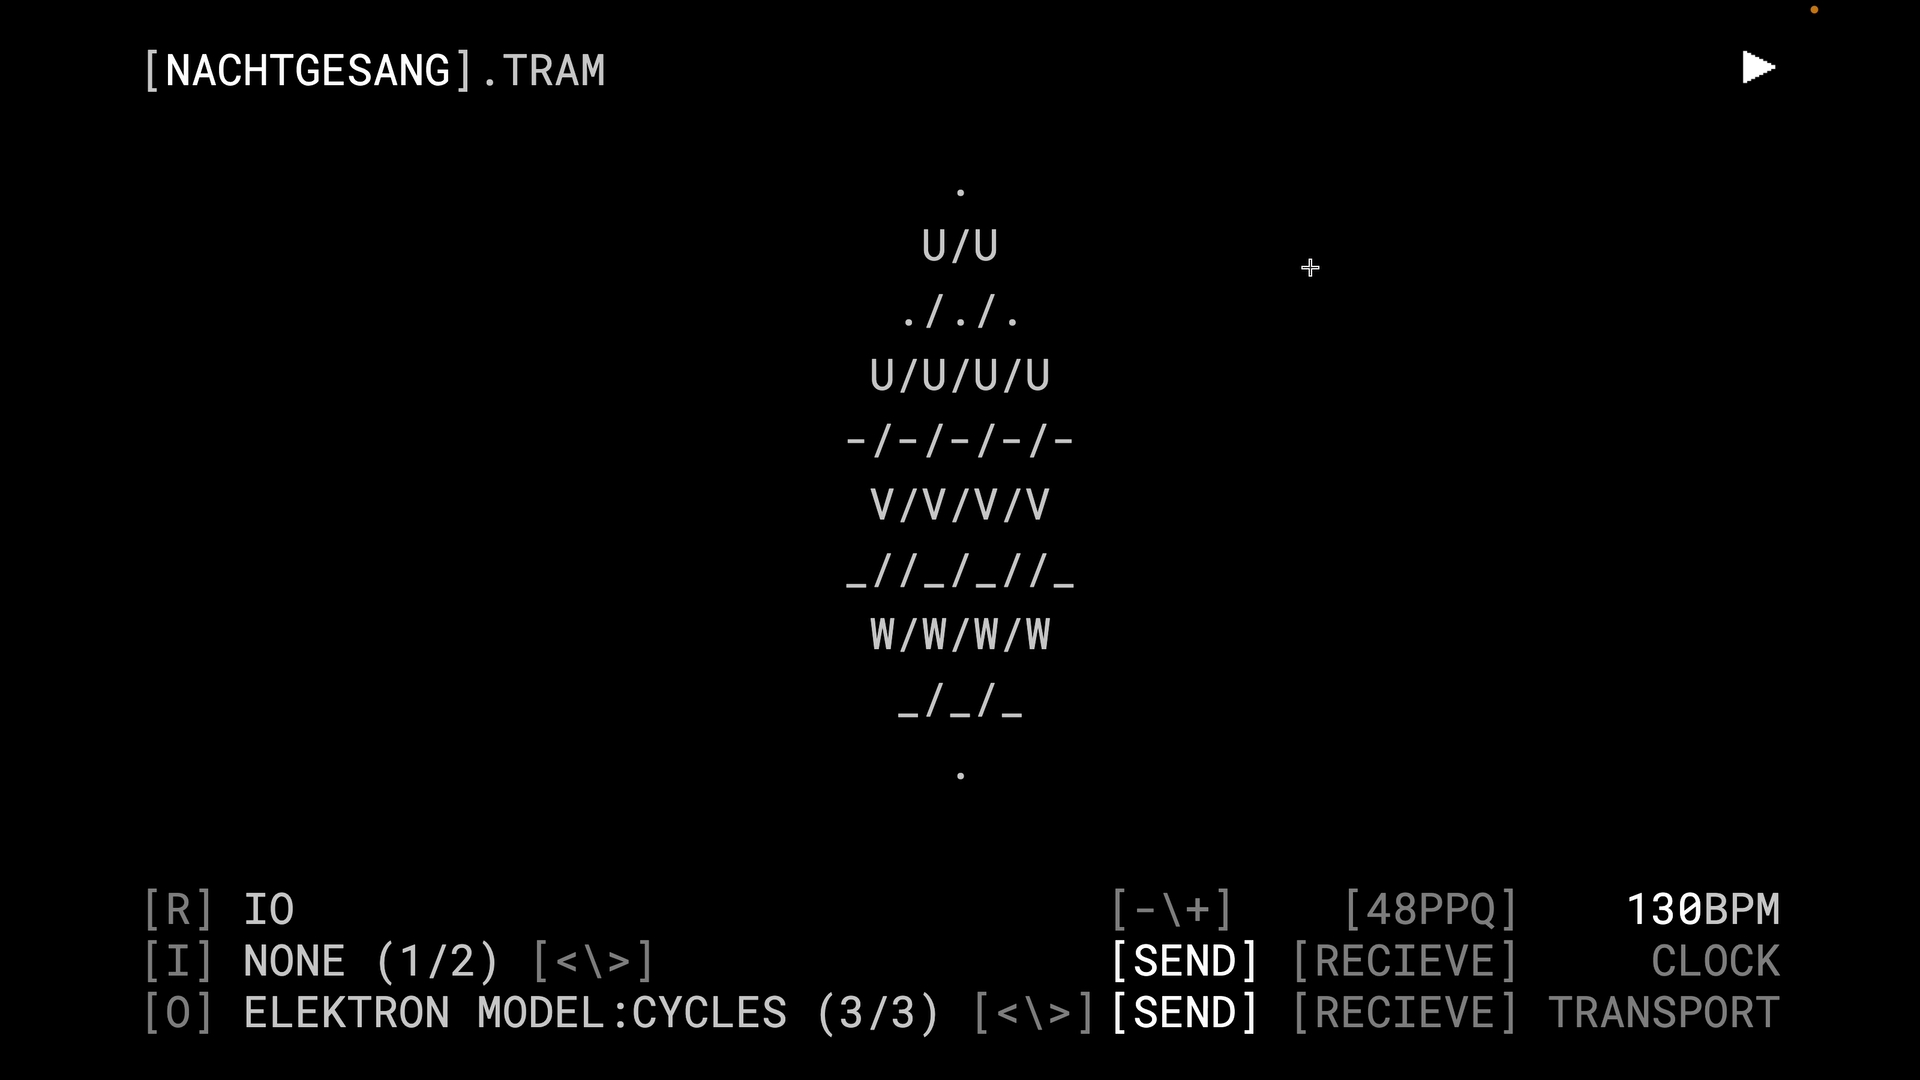 [NACHTGESANG].TRAM
.
U/U
././.
U/U/U/U
-/-/-/-/-
V/V/V/V
_//_/_//_
W/W/W/W
_/_/_
.
[R] IO [-\+] [48PPQ] 130BPM
[I] NONE (1/2) [<\>] [SEND] [RECIEVE] CLOCK
[O] ELEKTRON MODEL:CYCLES (3/3) [<\>] [SEND] [RECIEVE] TRANSPORT